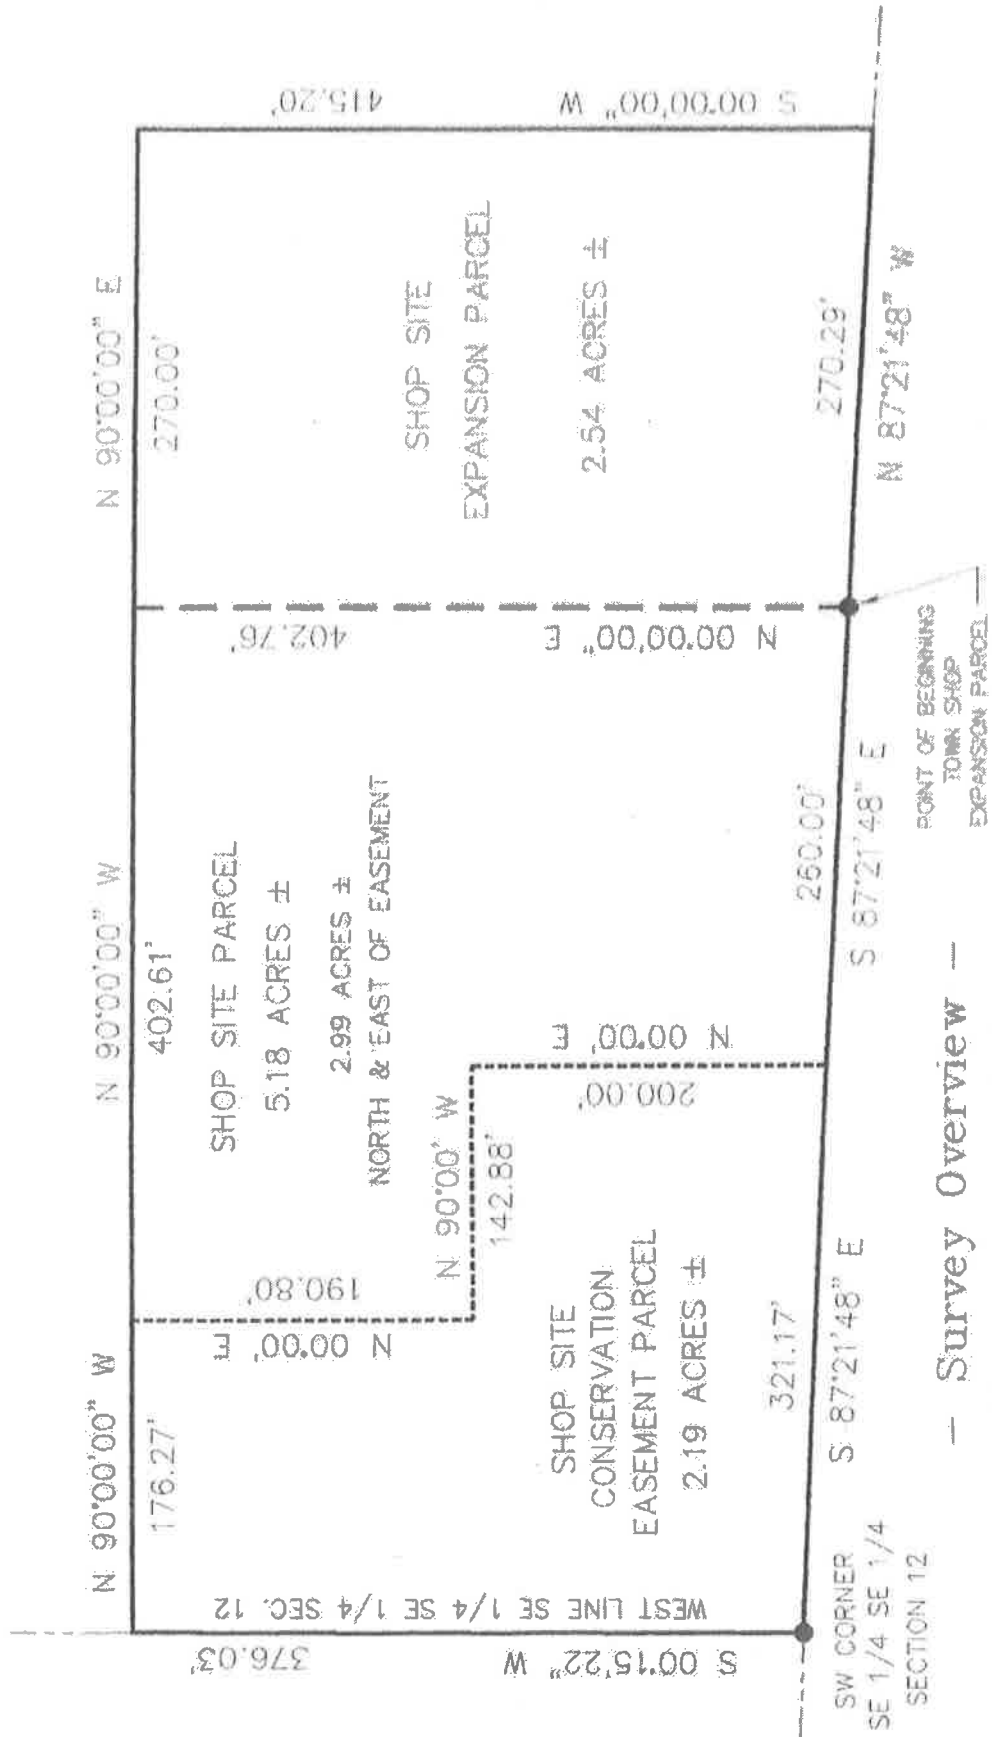 N 90°00'00" W
176.27'
N 90°00'00" W
402.61'
N 90°00'00" E
270.00'
SHOP SITE PARCEL
5.18 ACRES ±
2.99 ACRES ±
NORTH & EAST OF EASEMENT
190.80'
N 00°00' E
N 90°00' W
142.88'
200.00'
N 00°00' E
402.76'
N 00°00'00" E
SHOP SITE
EXPANSION PARCEL
2.54 ACRES ±
415.20'
S 00°00'00" W
376.03'
S 00°15'22" W
WEST LINE SE 1/4 SE 1/4 SEC. 12
SHOP SITE
CONSERVATION
EASEMENT PARCEL
2.19 ACRES ±
321.17'
S 87°21'48" E
260.00'
S 87°21'48" E
270.29'
N 87°21'48" W
SW CORNER
SE 1/4 SE 1/4
SECTION 12
POINT OF BEGINNING
TOWN SHOP
EXPANSION PARCEL
— Survey Overview —